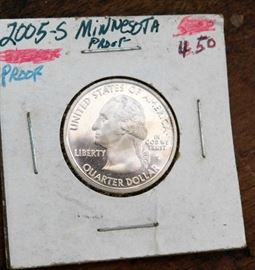 2005-S MINNESOTA
PROOF
4.50
PROOF
UNITED STATES OF AMERICA
LIBERTY
IN
GOD WE
TRUST
QUARTER DOLLAR